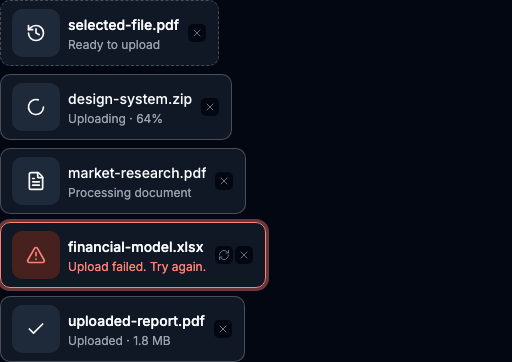 selected-file.pdf
Ready to upload
design-system.zip
Uploading · 64%
market-research.pdf
Processing document
financial-model.xlsx
Upload failed. Try again.
uploaded-report.pdf
Uploaded · 1.8 MB